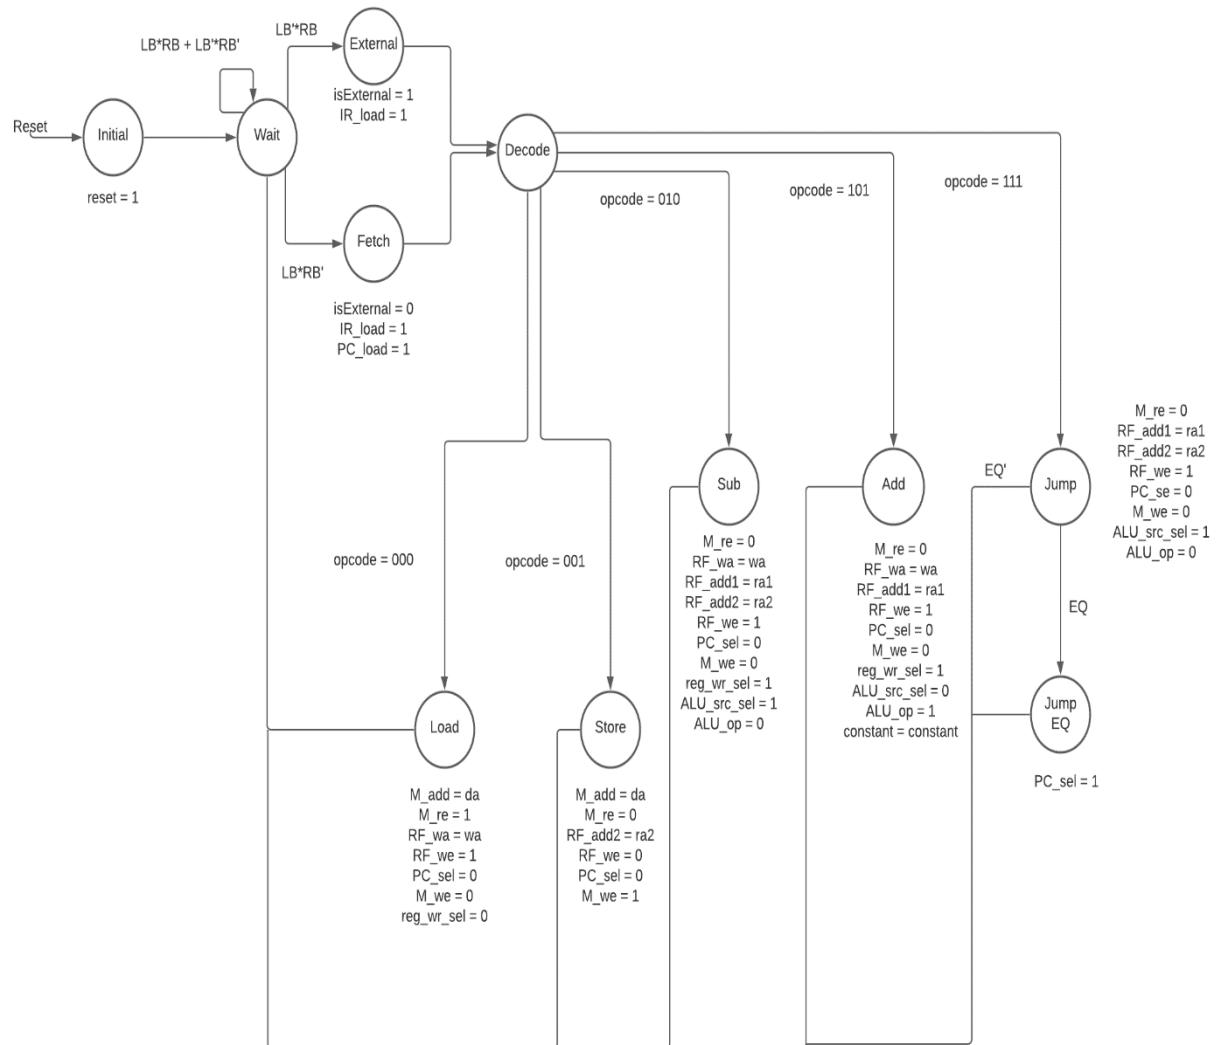 LB'*RB
LB*RB + LB'*RB'
External
isExternal = 1
IR_load = 1
Reset
Initial
reset = 1
Wait
Decode
Fetch
LB*RB'
isExternal = 0
IR_load = 1
PC_load = 1
opcode = 010
opcode = 101
opcode = 111
opcode = 000
opcode = 001
Load
M_add = da
M_re = 1
RF_wa = wa
RF_we = 1
PC_sel = 0
M_we = 0
reg_wr_sel = 0
Store
M_add = da
M_re = 0
RF_add2 = ra2
RF_we = 0
PC_sel = 0
M_we = 1
Sub
M_re = 0
RF_wa = wa
RF_add1 = ra1
RF_add2 = ra2
RF_we = 1
PC_sel = 0
M_we = 0
reg_wr_sel = 1
ALU_src_sel = 1
ALU_op = 0
Add
M_re = 0
RF_wa = wa
RF_add1 = ra1
RF_we = 1
PC_sel = 0
M_we = 0
reg_wr_sel = 1
ALU_src_sel = 0
ALU_op = 1
constant = constant
EQ'
Jump
M_re = 0
RF_add1 = ra1
RF_add2 = ra2
RF_we = 1
PC_se = 0
M_we = 0
ALU_src_sel = 1
ALU_op = 0
EQ
Jump
EQ
PC_sel = 1